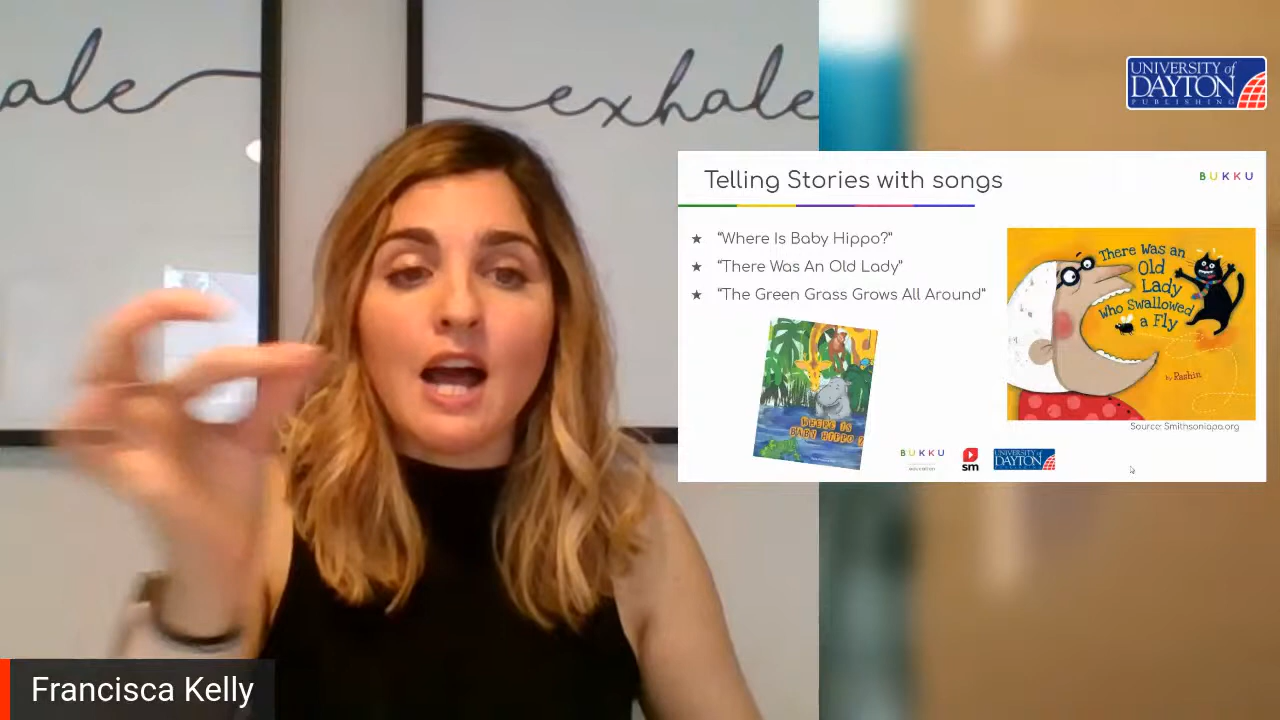 ale
exhale
UNIVERSITY of
DAYTON
PUBLISHING
Telling Stories with songs
BUKKU
★ “Where Is Baby Hippo?”
★ “There Was An Old Lady”
★ “The Green Grass Grows All Around”
There Was an
Old
Lady
Who Swallowed
a Fly
by Rashin
Source: Smithsoniapa.org
WHERE IS
BABY HIPPO?
BUKKU
sm
UNIVERSITY of
DAYTON
Francisca Kelly